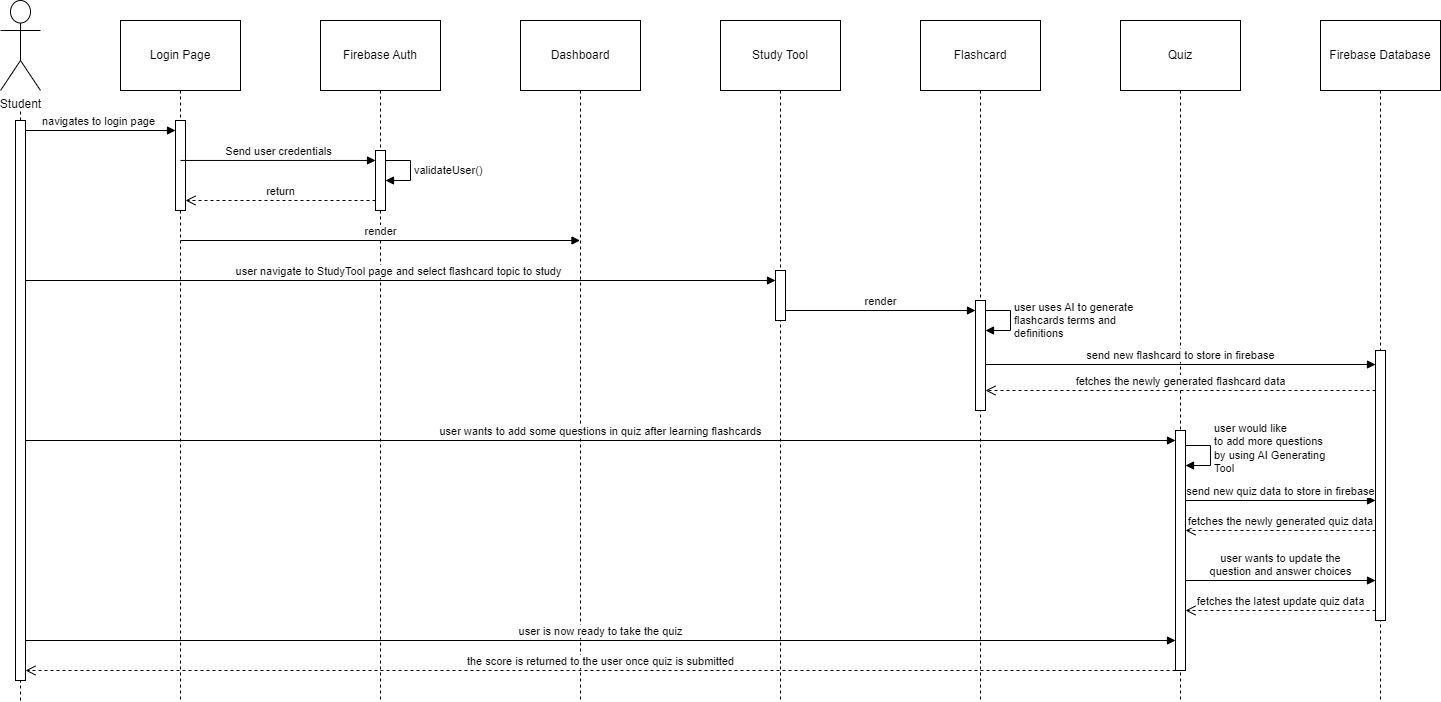 Login Page
Firebase Auth
Dashboard
Study Tool
Flashcard
Quiz
Firebase Database
Student
navigates to login page
Send user credentials
validateUser()
return
render
user navigate to StudyTool page and select flashcard topic to study
render
user uses AI to generate
flashcards terms and
definitions
send new flashcard to store in firebase
fetches the newly generated flashcard data
user wants to add some questions in quiz after learning flashcards
user would like
to add more questions
by using AI Generating
Tool
send new quiz data to store in firebase
fetches the newly generated quiz data
user wants to update the
question and answer choices
fetches the latest update quiz data
user is now ready to take the quiz
the score is returned to the user once quiz is submitted